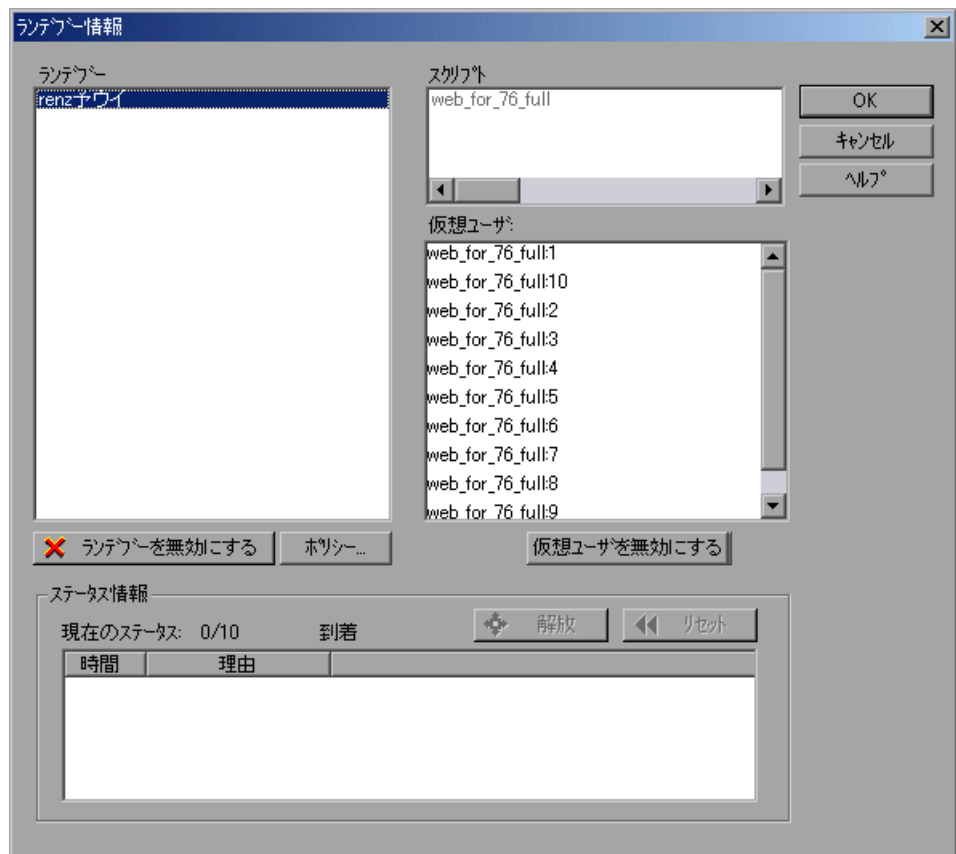 ランデブー情報
ランデブー
renz予ウイ
スクリプト
web_for_76_full
OK
キャンセル
ヘルプ
仮想ユーザ:
web_for_76_full:1
web_for_76_full:10
web_for_76_full:2
web_for_76_full:3
web_for_76_full:4
web_for_76_full:5
web_for_76_full:6
web_for_76_full:7
web_for_76_full:8
web_for_76_full:9
ランデブーを無効にする
ポリシー...
仮想ユーザを無効にする
ステータス情報
現在のステータス: 0/10 到着
解放
リセット
時間 理由